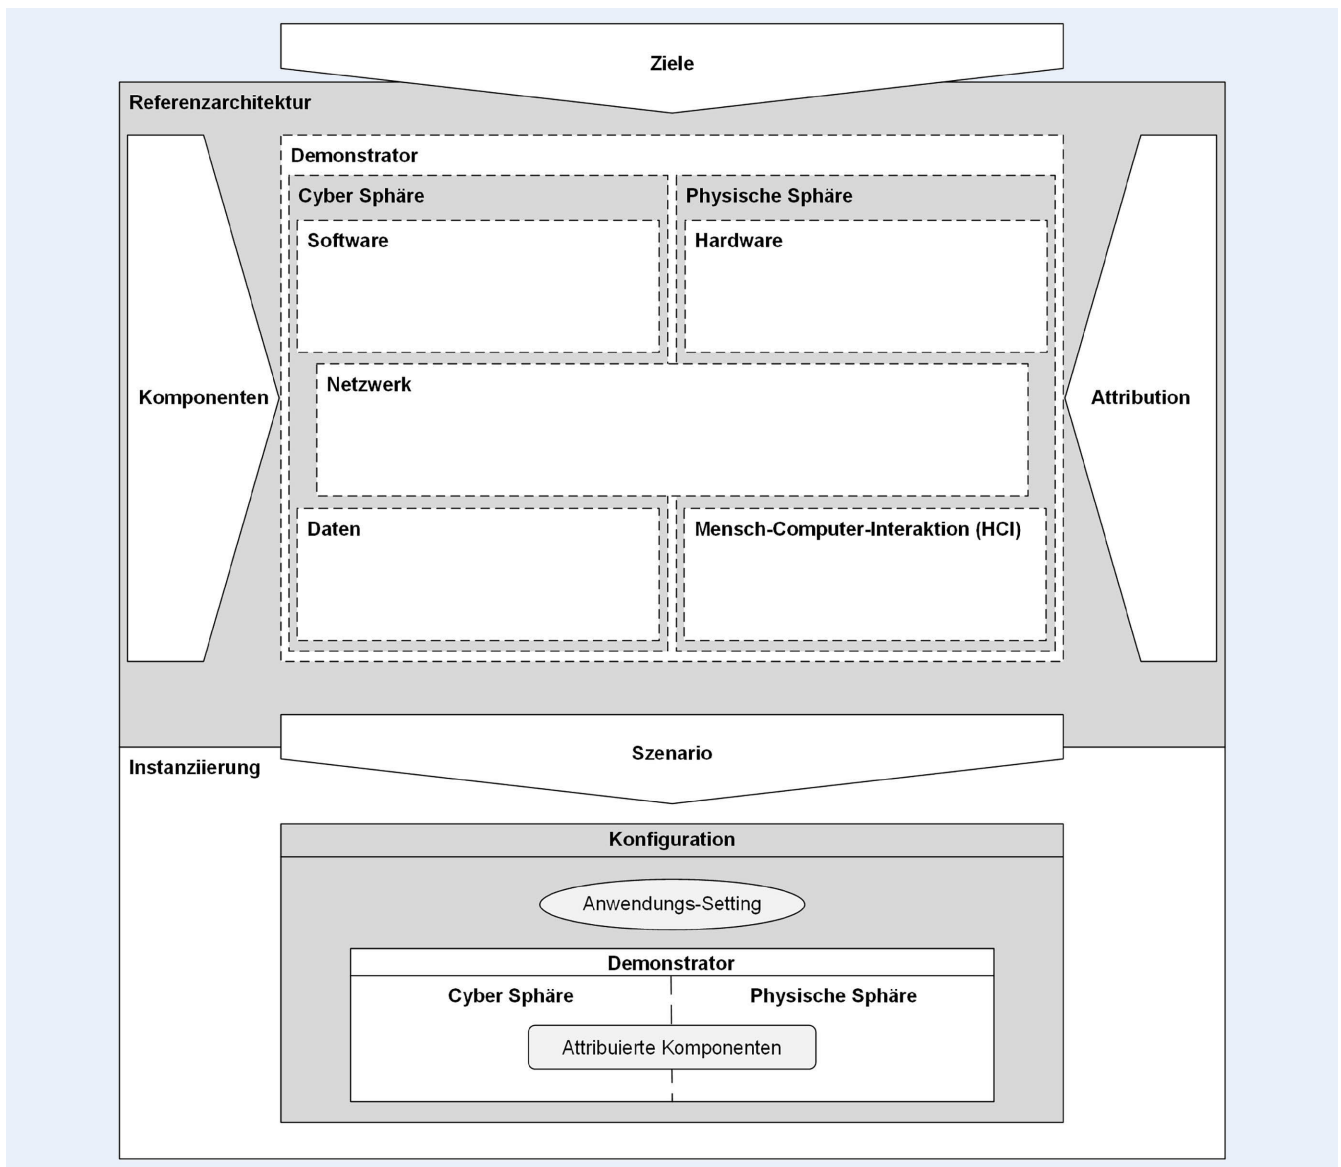 Ziele
Referenzarchitektur
Demonstrator
Cyber Sphäre
Physische Sphäre
Software
Hardware
Netzwerk
Komponenten
Attribution
Daten
Mensch-Computer-Interaktion (HCI)
Szenario
Instanziierung
Konfiguration
Anwendungs-Setting
Demonstrator
Cyber Sphäre
Physische Sphäre
Attribuierte Komponenten